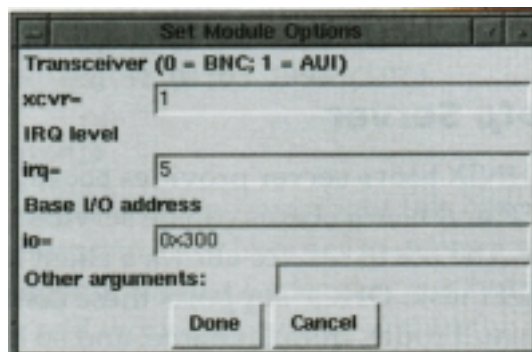 Set Module Options
Transceiver (0 = BNC; 1 = AUI)
xcvr= 1
IRQ level
irq= 5
Base I/O address
io= 0x300
Other arguments:
Done Cancel